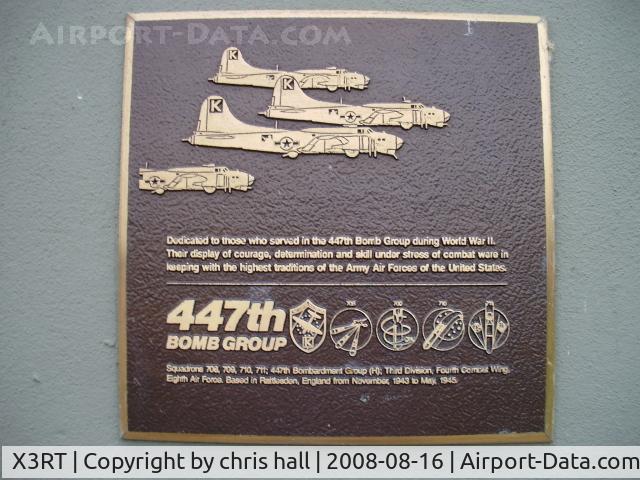 AIRPORT-DATA.COM
K
K
K
Dedicated to those who served in the 447th Bomb Group during World War II.
Their display of courage, determination and skill under stress of combat were in
keeping with the highest traditions of the Army Air Forces of the United States.
447th
BOMB GROUP
708 709 710 711
Squadrons 708, 709, 710, 711; 447th Bombardment Group (H); Third Division, Fourth Combat Wing,
Eighth Air Force. Based in Rattlesden, England from November, 1943 to May, 1945.
X3RT | Copyright by chris hall | 2008-08-16 | Airport-Data.com